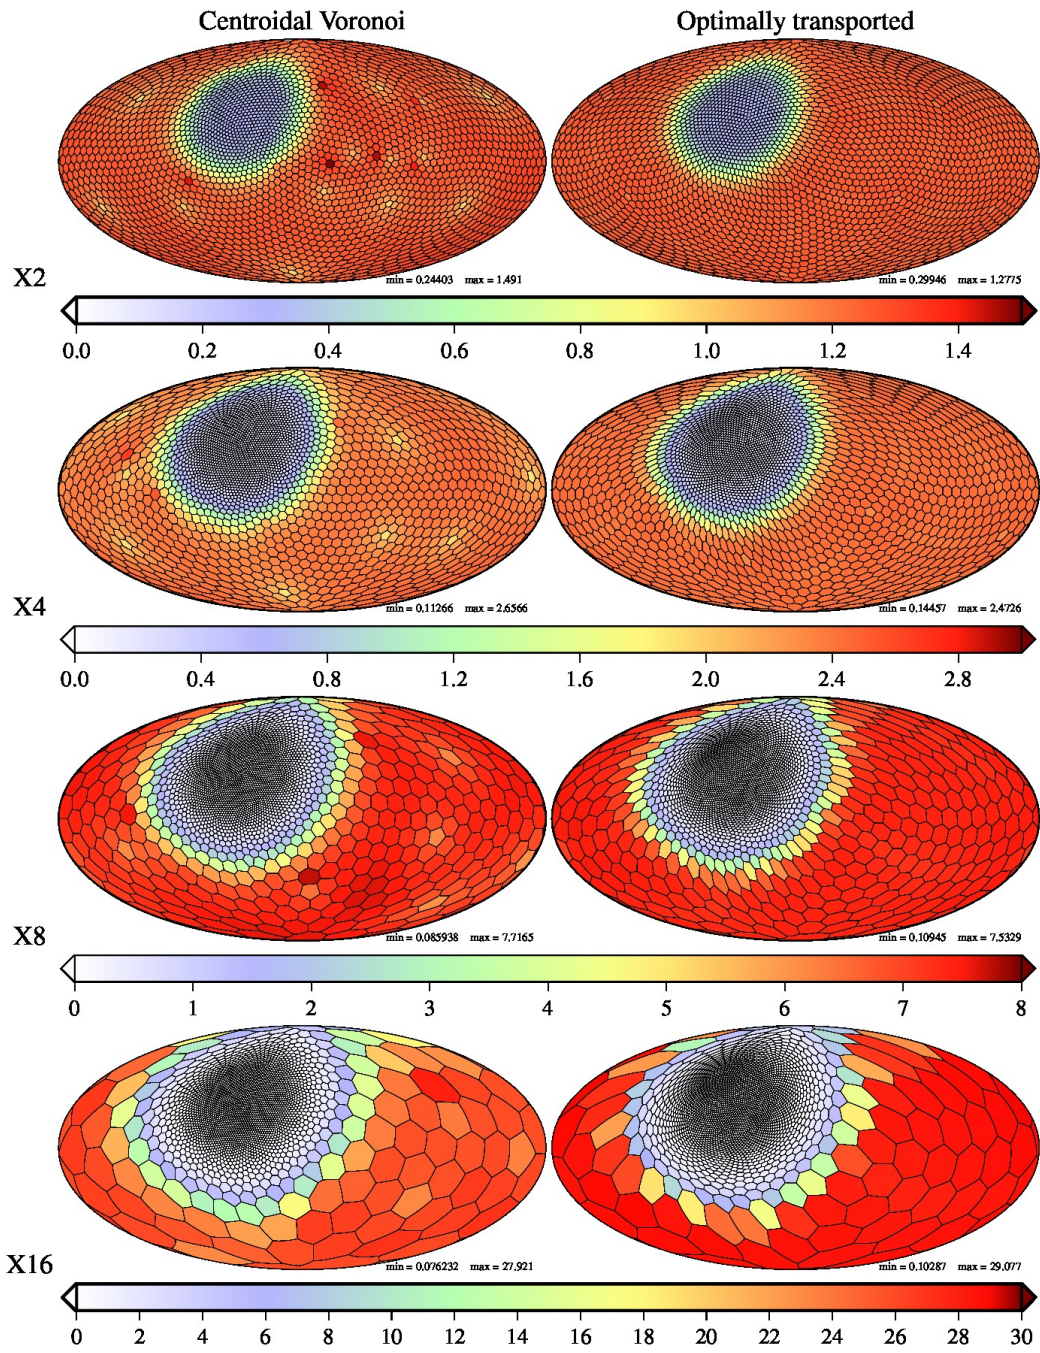 Centroidal Voronoi Optimally transported
X2
min = 0.24403 max = 1.491 min = 0.29946 max = 1.2775
0.0 0.2 0.4 0.6 0.8 1.0 1.2 1.4
X4
min = 0.11266 max = 2.6566 min = 0.14457 max = 2.4726
0.0 0.4 0.8 1.2 1.6 2.0 2.4 2.8
X8
min = 0.085938 max = 7.7165 min = 0.10945 max = 7.5329
0 1 2 3 4 5 6 7 8
X16
min = 0.076232 max = 27.921 min = 0.10287 max = 29.077
0 2 4 6 8 10 12 14 16 18 20 22 24 26 28 30